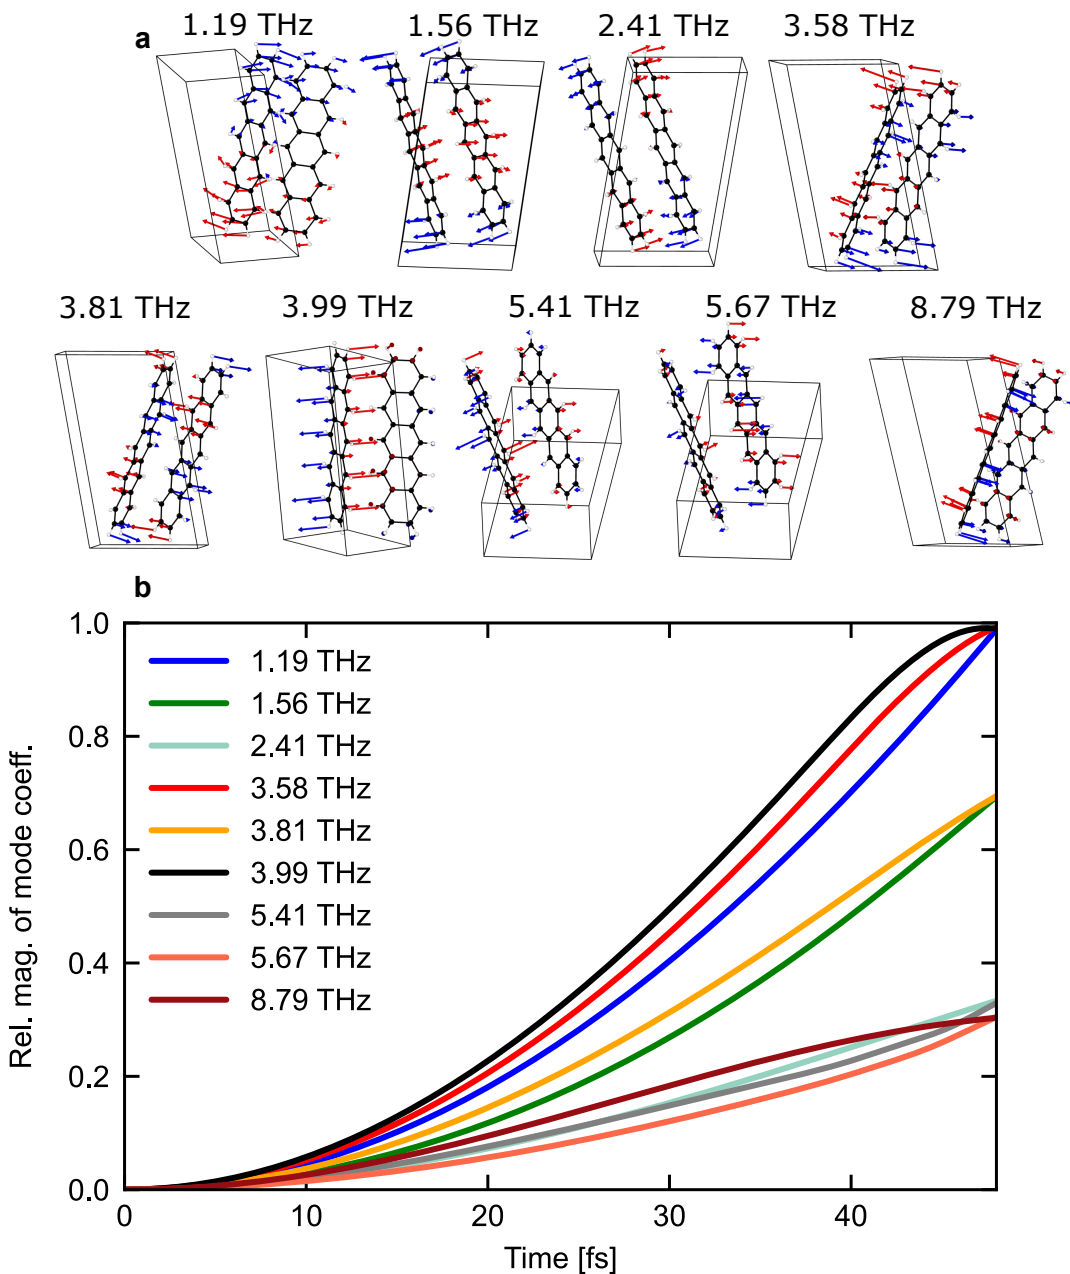 a
1.19 THz 1.56 THz 2.41 THz 3.58 THz
3.81 THz 3.99 THz 5.41 THz 5.67 THz 8.79 THz
b
1.0
0.8
0.6
0.4
0.2
0.0
Rel. mag. of mode coeff.
1.19 THz
1.56 THz
2.41 THz
3.58 THz
3.81 THz
3.99 THz
5.41 THz
5.67 THz
8.79 THz
0 10 20 30 40
Time [fs]